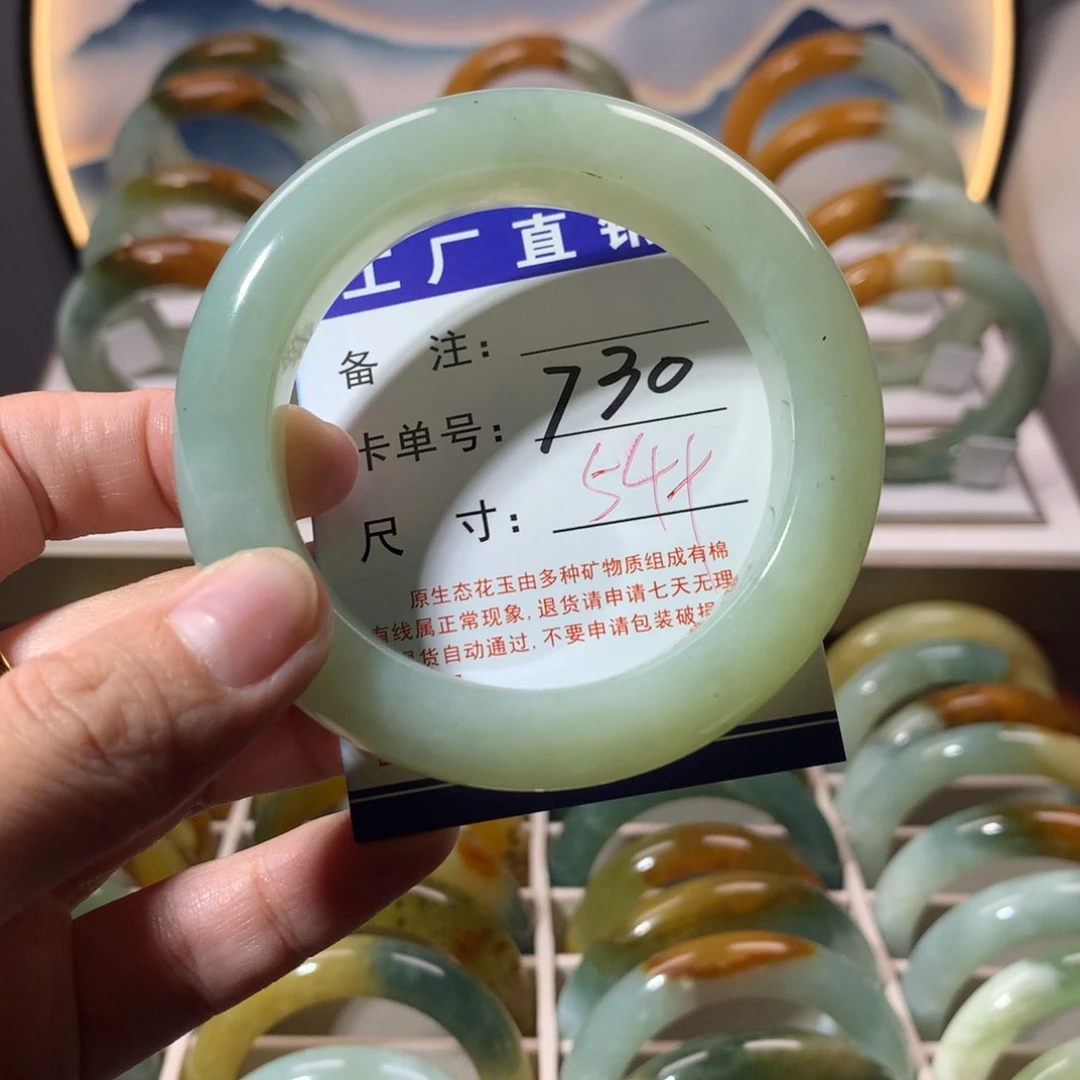 工厂直销
备 注：
卡单号：730
尺 寸：54
原生态花玉由多种矿物质组成有棉
有线属正常现象，退货请申请七天无理
退货自动通过，不要申请包装破损